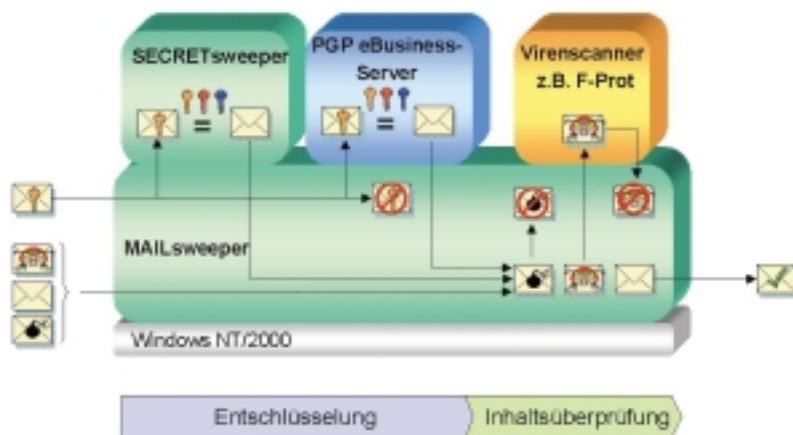 SECRETsweeper
PGP eBusiness-
Server
Virenscanner
z.B. F-Prot
MAILsweeper
Windows NT/2000
Entschlüsselung
Inhaltsüberprüfung